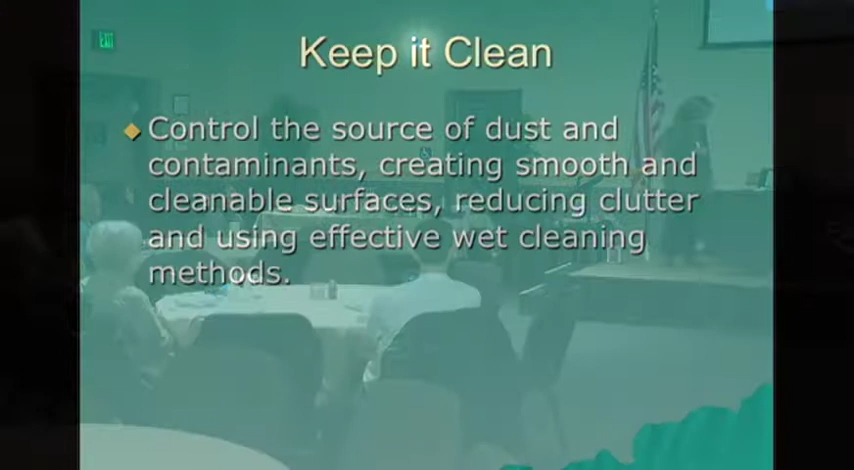 EXIT
Keep it Clean
Control the source of dust and
contaminants, creating smooth and
cleanable surfaces, reducing clutter
and using effective wet cleaning
methods.